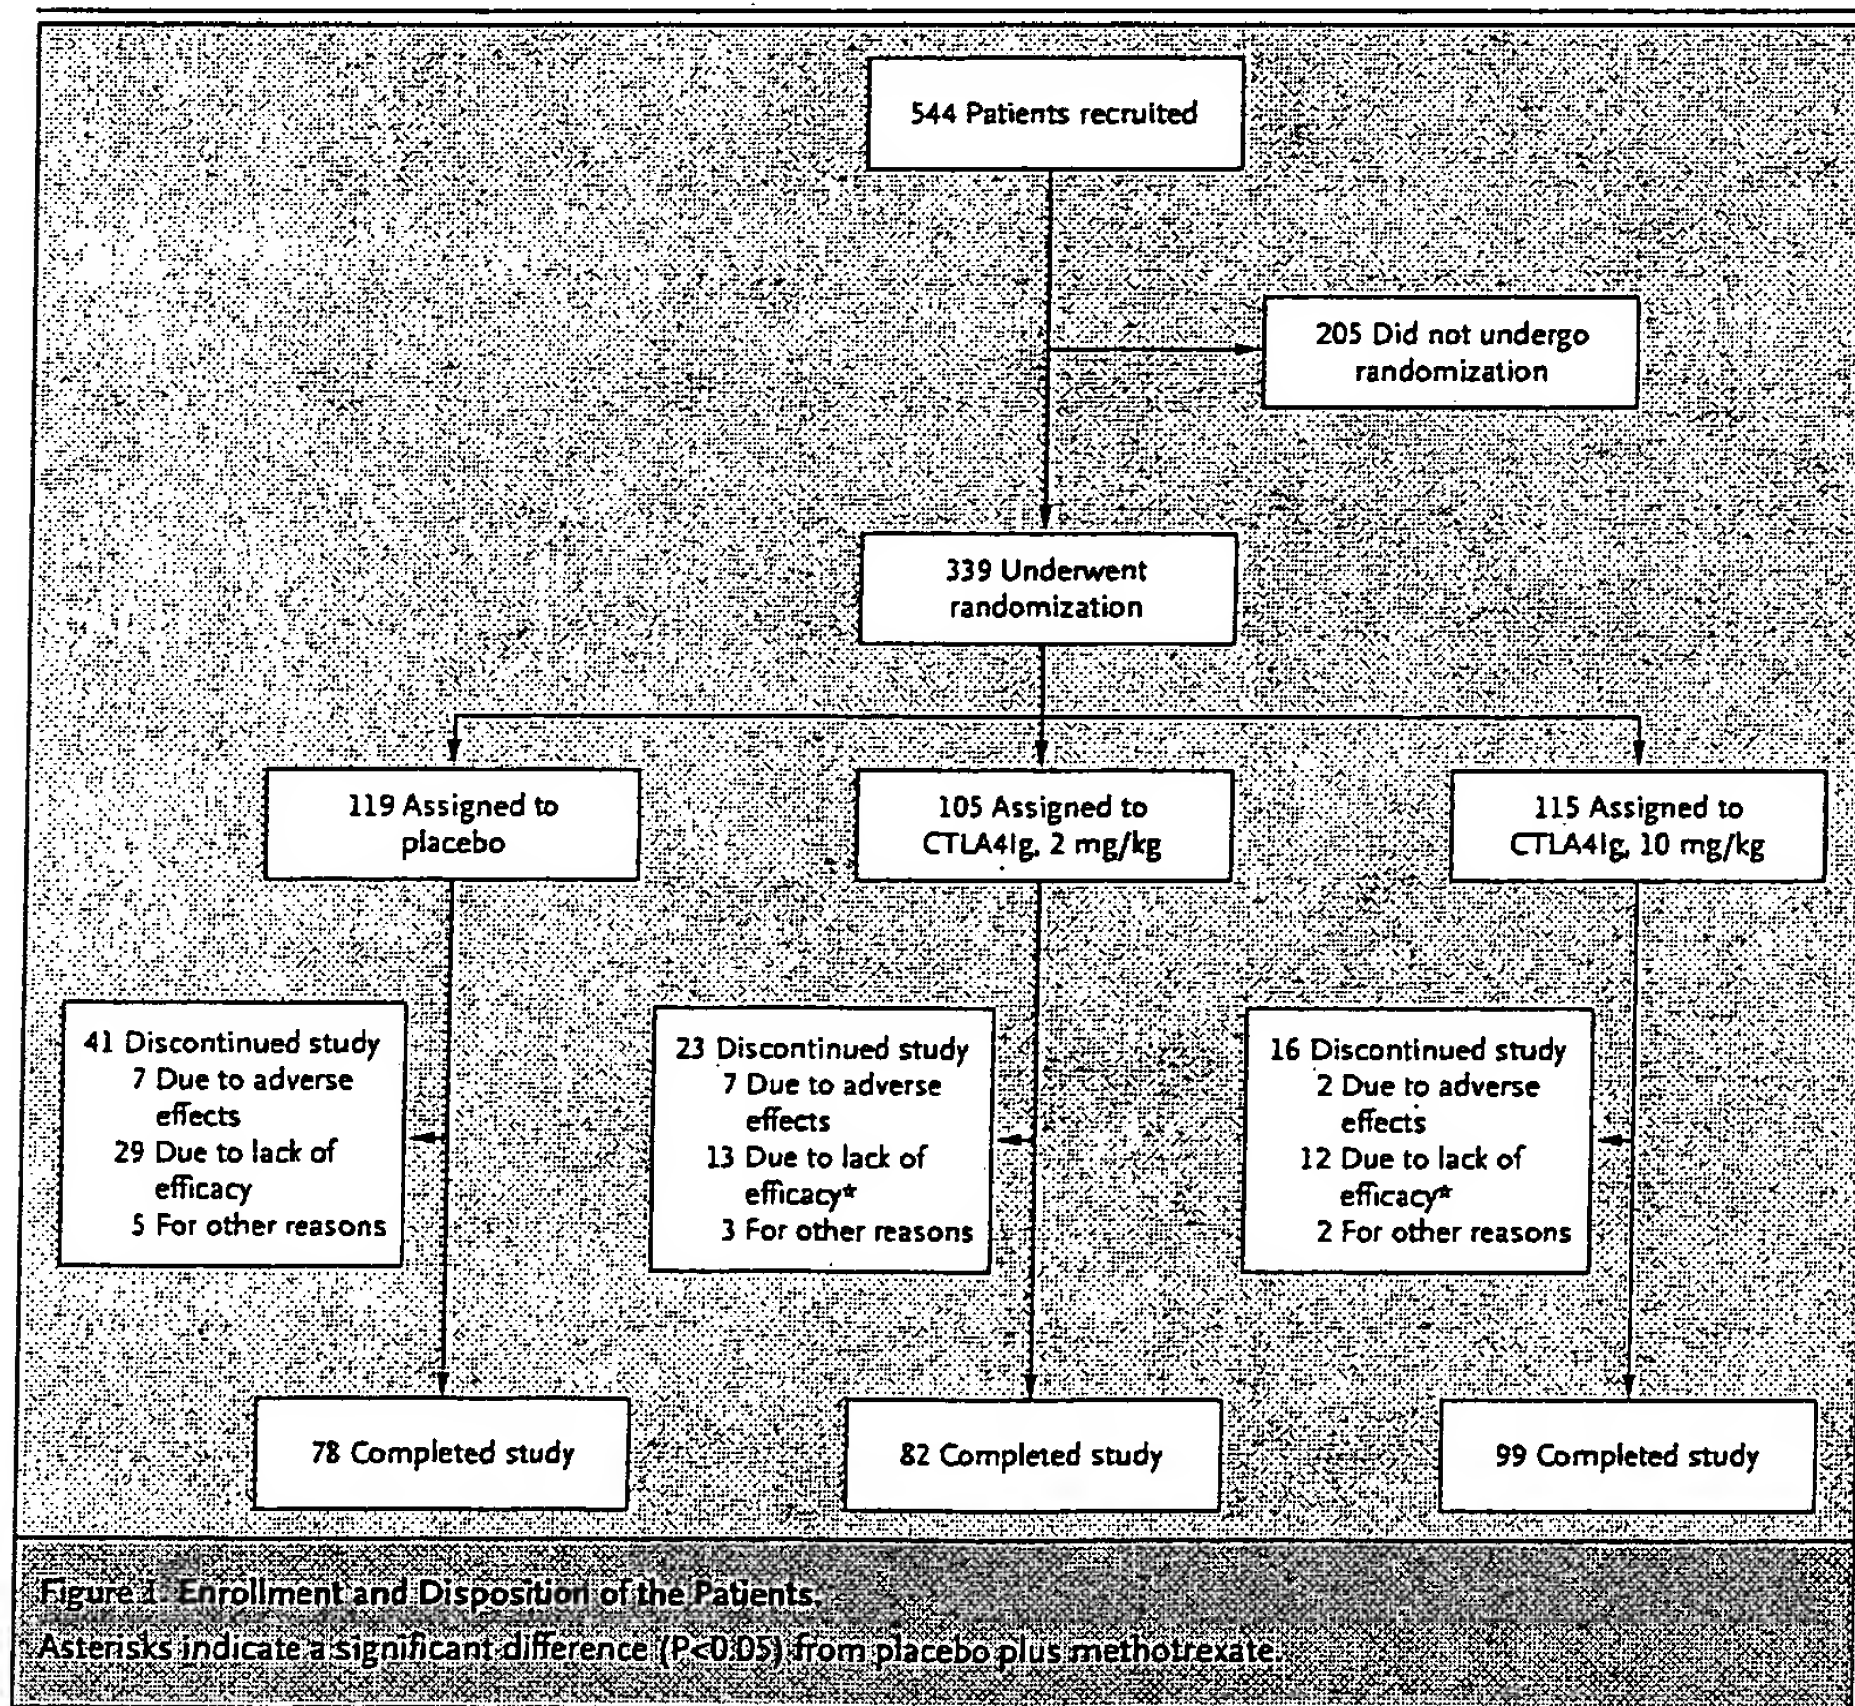 544 Patients recruited
205 Did not undergo
randomization
339 Underwent
randomization
119 Assigned to
placebo
105 Assigned to
CTLA4Ig, 2 mg/kg
115 Assigned to
CTLA4Ig, 10 mg/kg
41 Discontinued study
7 Due to adverse
effects
29 Due to lack of
efficacy
5 For other reasons
23 Discontinued study
7 Due to adverse
effects
13 Due to lack of
efficacy*
3 For other reasons
16 Discontinued study
2 Due to adverse
effects
12 Due to lack of
efficacy*
2 For other reasons
78 Completed study
82 Completed study
99 Completed study
Figure 1 Enrollment and Disposition of the Patients.
Asterisks indicate a significant difference (P<0.05) from placebo plus methotrexate.